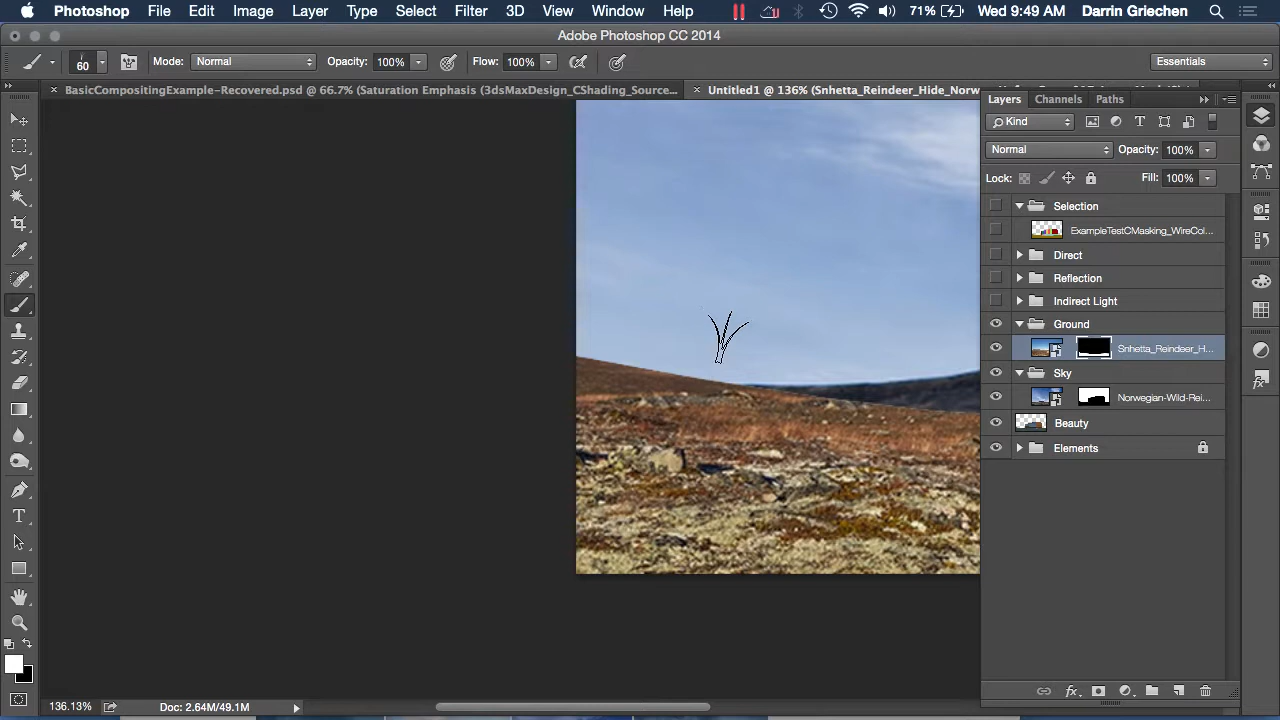 Photoshop File Edit Image Layer Type Select Filter 3D View Window Help 71% Wed 9:49 AM Darrin Griechen
Adobe Photoshop CC 2014
60 Mode: Normal Opacity: 100% Flow: 100% Essentials
BasicCompositingExample-Recovered.psd @ 66.7% (Saturation Emphasis (3dsMaxDesign_CShading_Source... Untitled1 @ 136% (Snhetta_Reindeer_Hide_Norw
Layers Channels Paths
Kind
Normal Opacity: 100%
Lock: Fill: 100%
Selection
ExampleTestCMasking_WireCol...
Direct
Reflection
Indirect Light
Ground
Snhetta_Reindeer_H...
Sky
Norwegian-Wild-Rei...
Beauty
Elements
136.13% Doc: 2.64M/49.1M